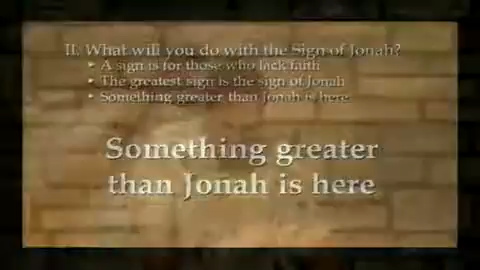 II. What will you do with the Sign of Jonah?
• A sign is for those who lack faith
• The greatest sign is the sign of Jonah
• Something greater than Jonah is here
Something greater
than Jonah is here